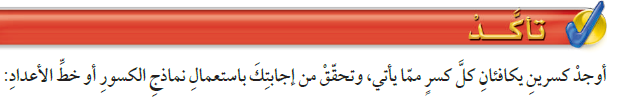 تأكَّدْ
أوجدْ كسرينِ يكافئانِ كلَّ كسرٍ ممّا يأتي، وتحقّقْ من إجابتِكَ باستعمالِ نماذجِ الكسورِ أو خطِّ الأعدادِ: